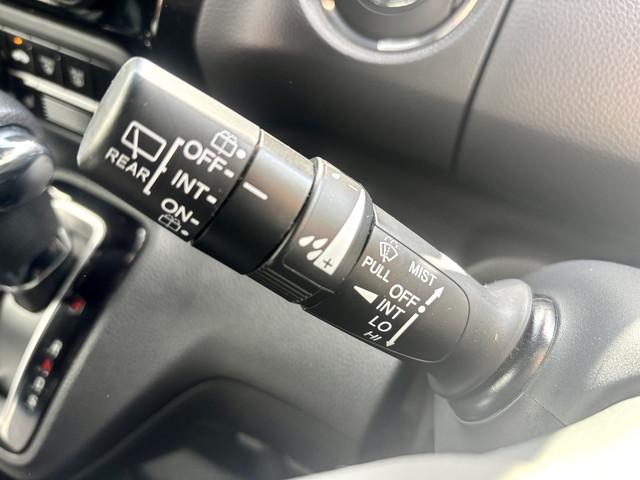 REAR
OFF
INT
ON
PULL
MIST
OFF
INT
LO
HI